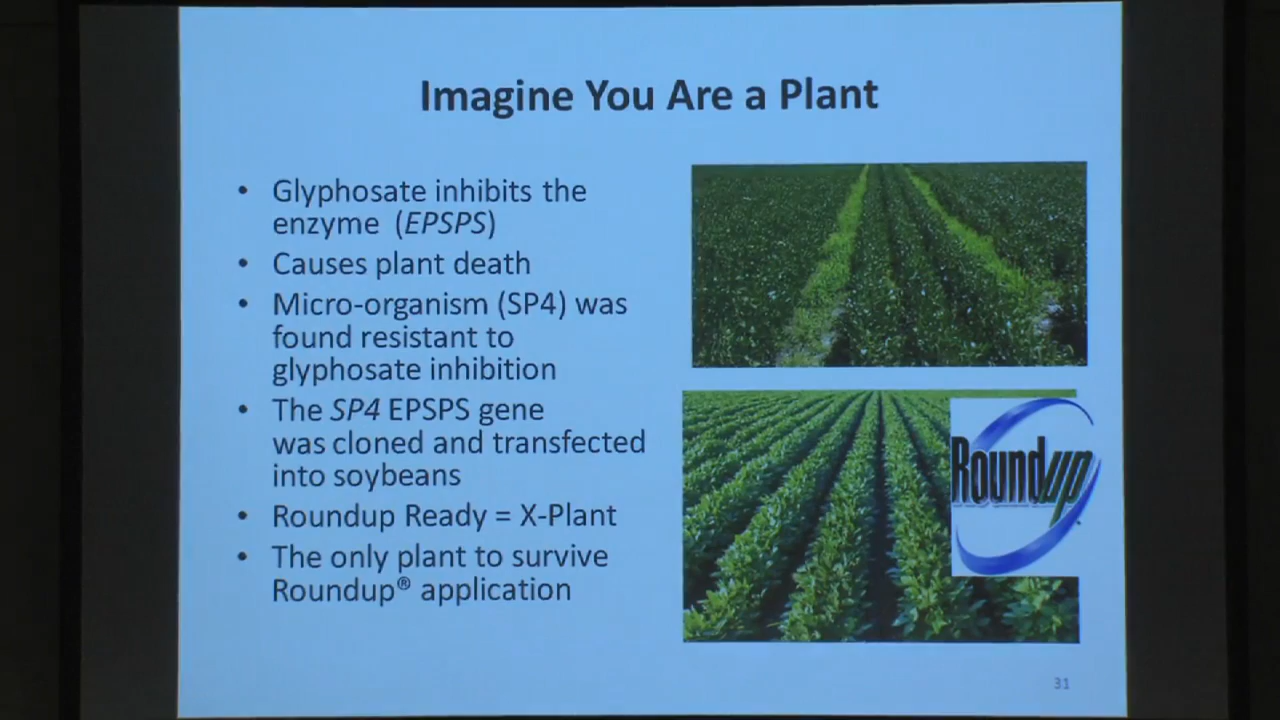 Imagine You Are a Plant
• Glyphosate inhibits the
enzyme (EPSPS)
• Causes plant death
• Micro-organism (SP4) was
found resistant to
glyphosate inhibition
• The SP4 EPSPS gene
was cloned and transfected
into soybeans
• Roundup Ready = X-Plant
• The only plant to survive
Roundup® application
Roundup
31